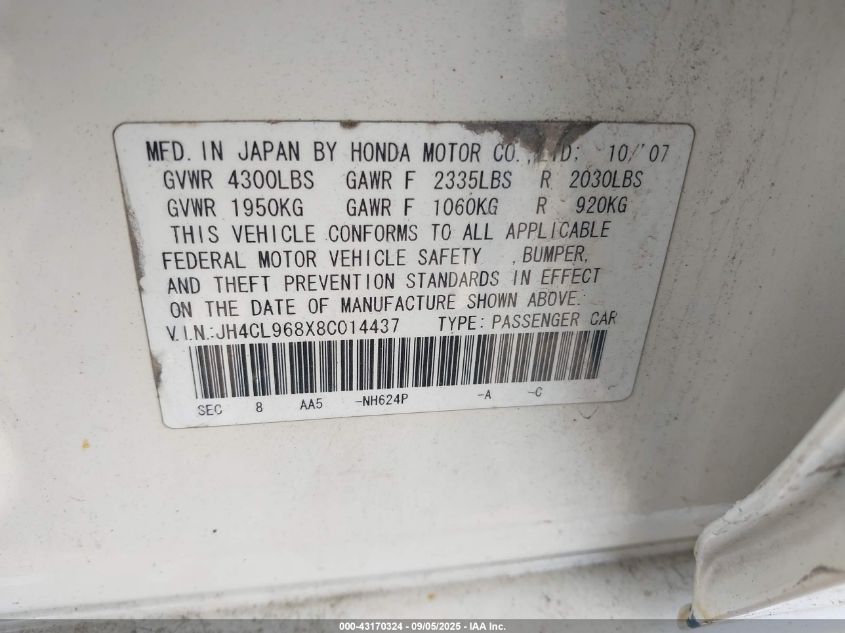 MFD. IN JAPAN BY HONDA MOTOR CO., LTD; 10/'07
GVWR 4300LBS GAWR F 2335LBS R 2030LBS
GVWR 1950KG GAWR F 1060KG R 920KG
THIS VEHICLE CONFORMS TO ALL APPLICABLE
FEDERAL MOTOR VEHICLE SAFETY , BUMPER,
AND THEFT PREVENTION STANDARDS IN EFFECT
ON THE DATE OF MANUFACTURE SHOWN ABOVE.
V.I.N.:JH4CL968X8C014437 TYPE: PASSENGER CAR
SEC 8 AA5 -NH624P -A -C
000-43170324 - 09/05/2025 - IAA Inc.